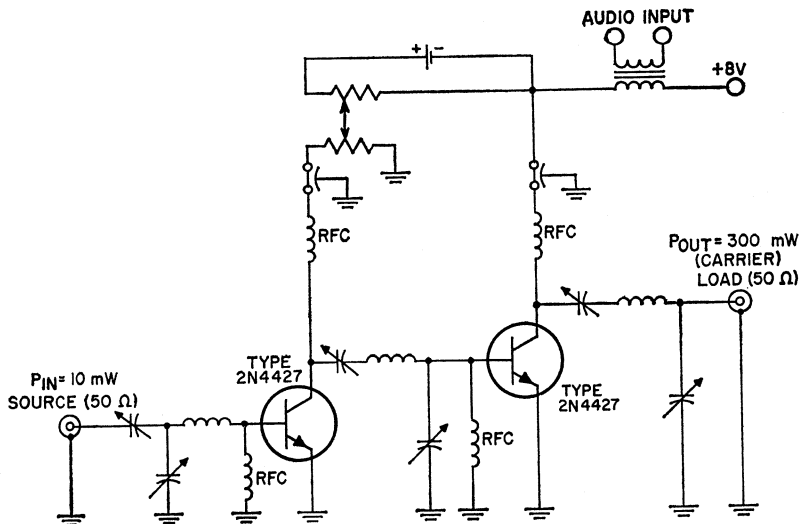 AUDIO INPUT
+ -
+8V
RFC
RFC
POUT = 300 mW
(CARRIER)
LOAD (50 Ω)
TYPE
2N4427
TYPE
2N4427
PIN = 10 mW
SOURCE (50 Ω)
RFC
RFC